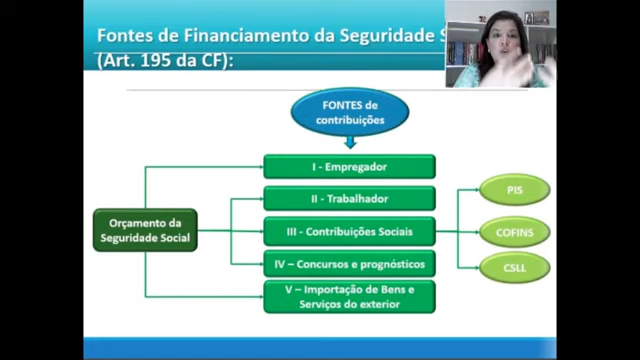 Fontes de Financiamento da Seguridade S
(Art. 195 da CF):
FONTES de
contribuições
I - Empregador
II - Trabalhador
III - Contribuições Sociais
IV – Concursos e prognósticos
V – Importação de Bens e
Serviços do exterior
Orçamento da
Seguridade Social
PIS
COFINS
CSLL